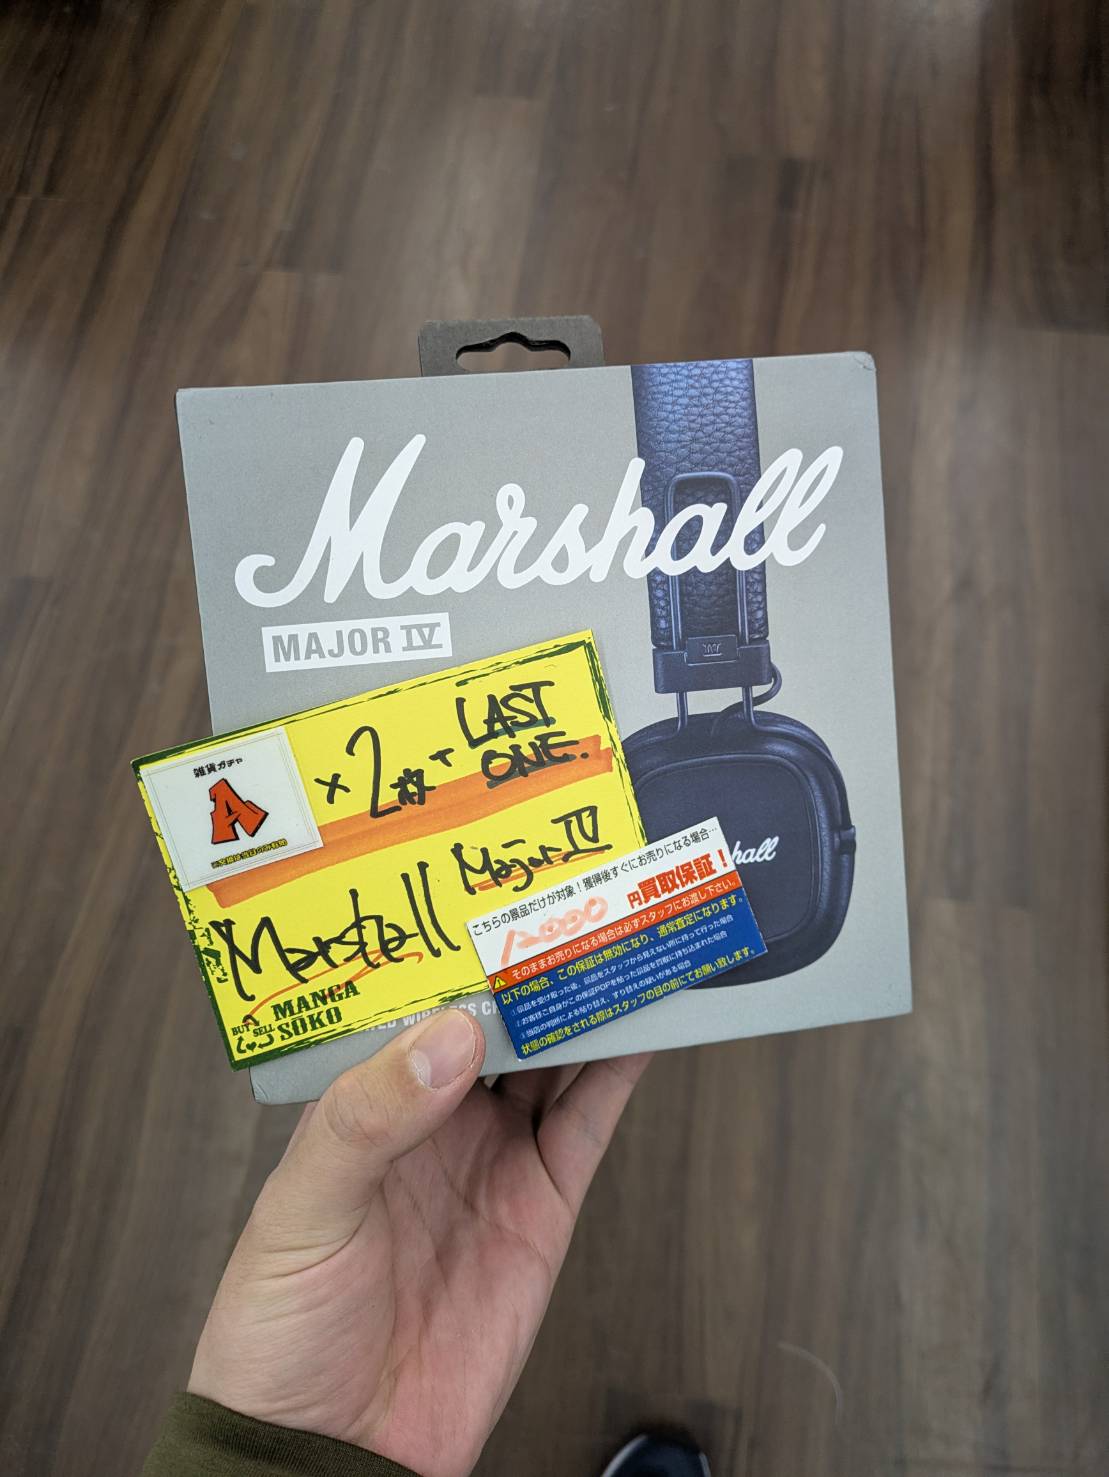 Marshall
MAJOR IV
雑貨ガチャ
A
×2枚+
LAST
ONE.
Marshall
Major IV
BUY SELL
MANGA
SOKO
こちらの景品だけが対象!獲得後すぐにお売りになる場合…
12000
円買取保証!
そのままお売りになる場合は必ずスタッフにお渡し下さい。
以下の場合、この保証は無効になり、通常査定になります。
状態の確認をされる際はスタッフの目の前にてお願い致します。